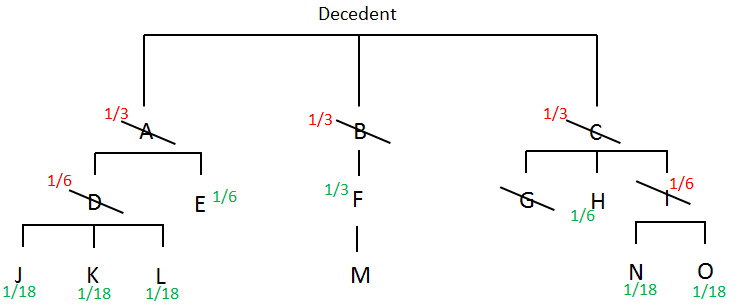 Decedent
1/3 A 1/3 B 1/3 C
1/6 D E 1/6 1/3 F G 1/6 H I 1/6
J K L M N O
1/18 1/18 1/18 1/18 1/18